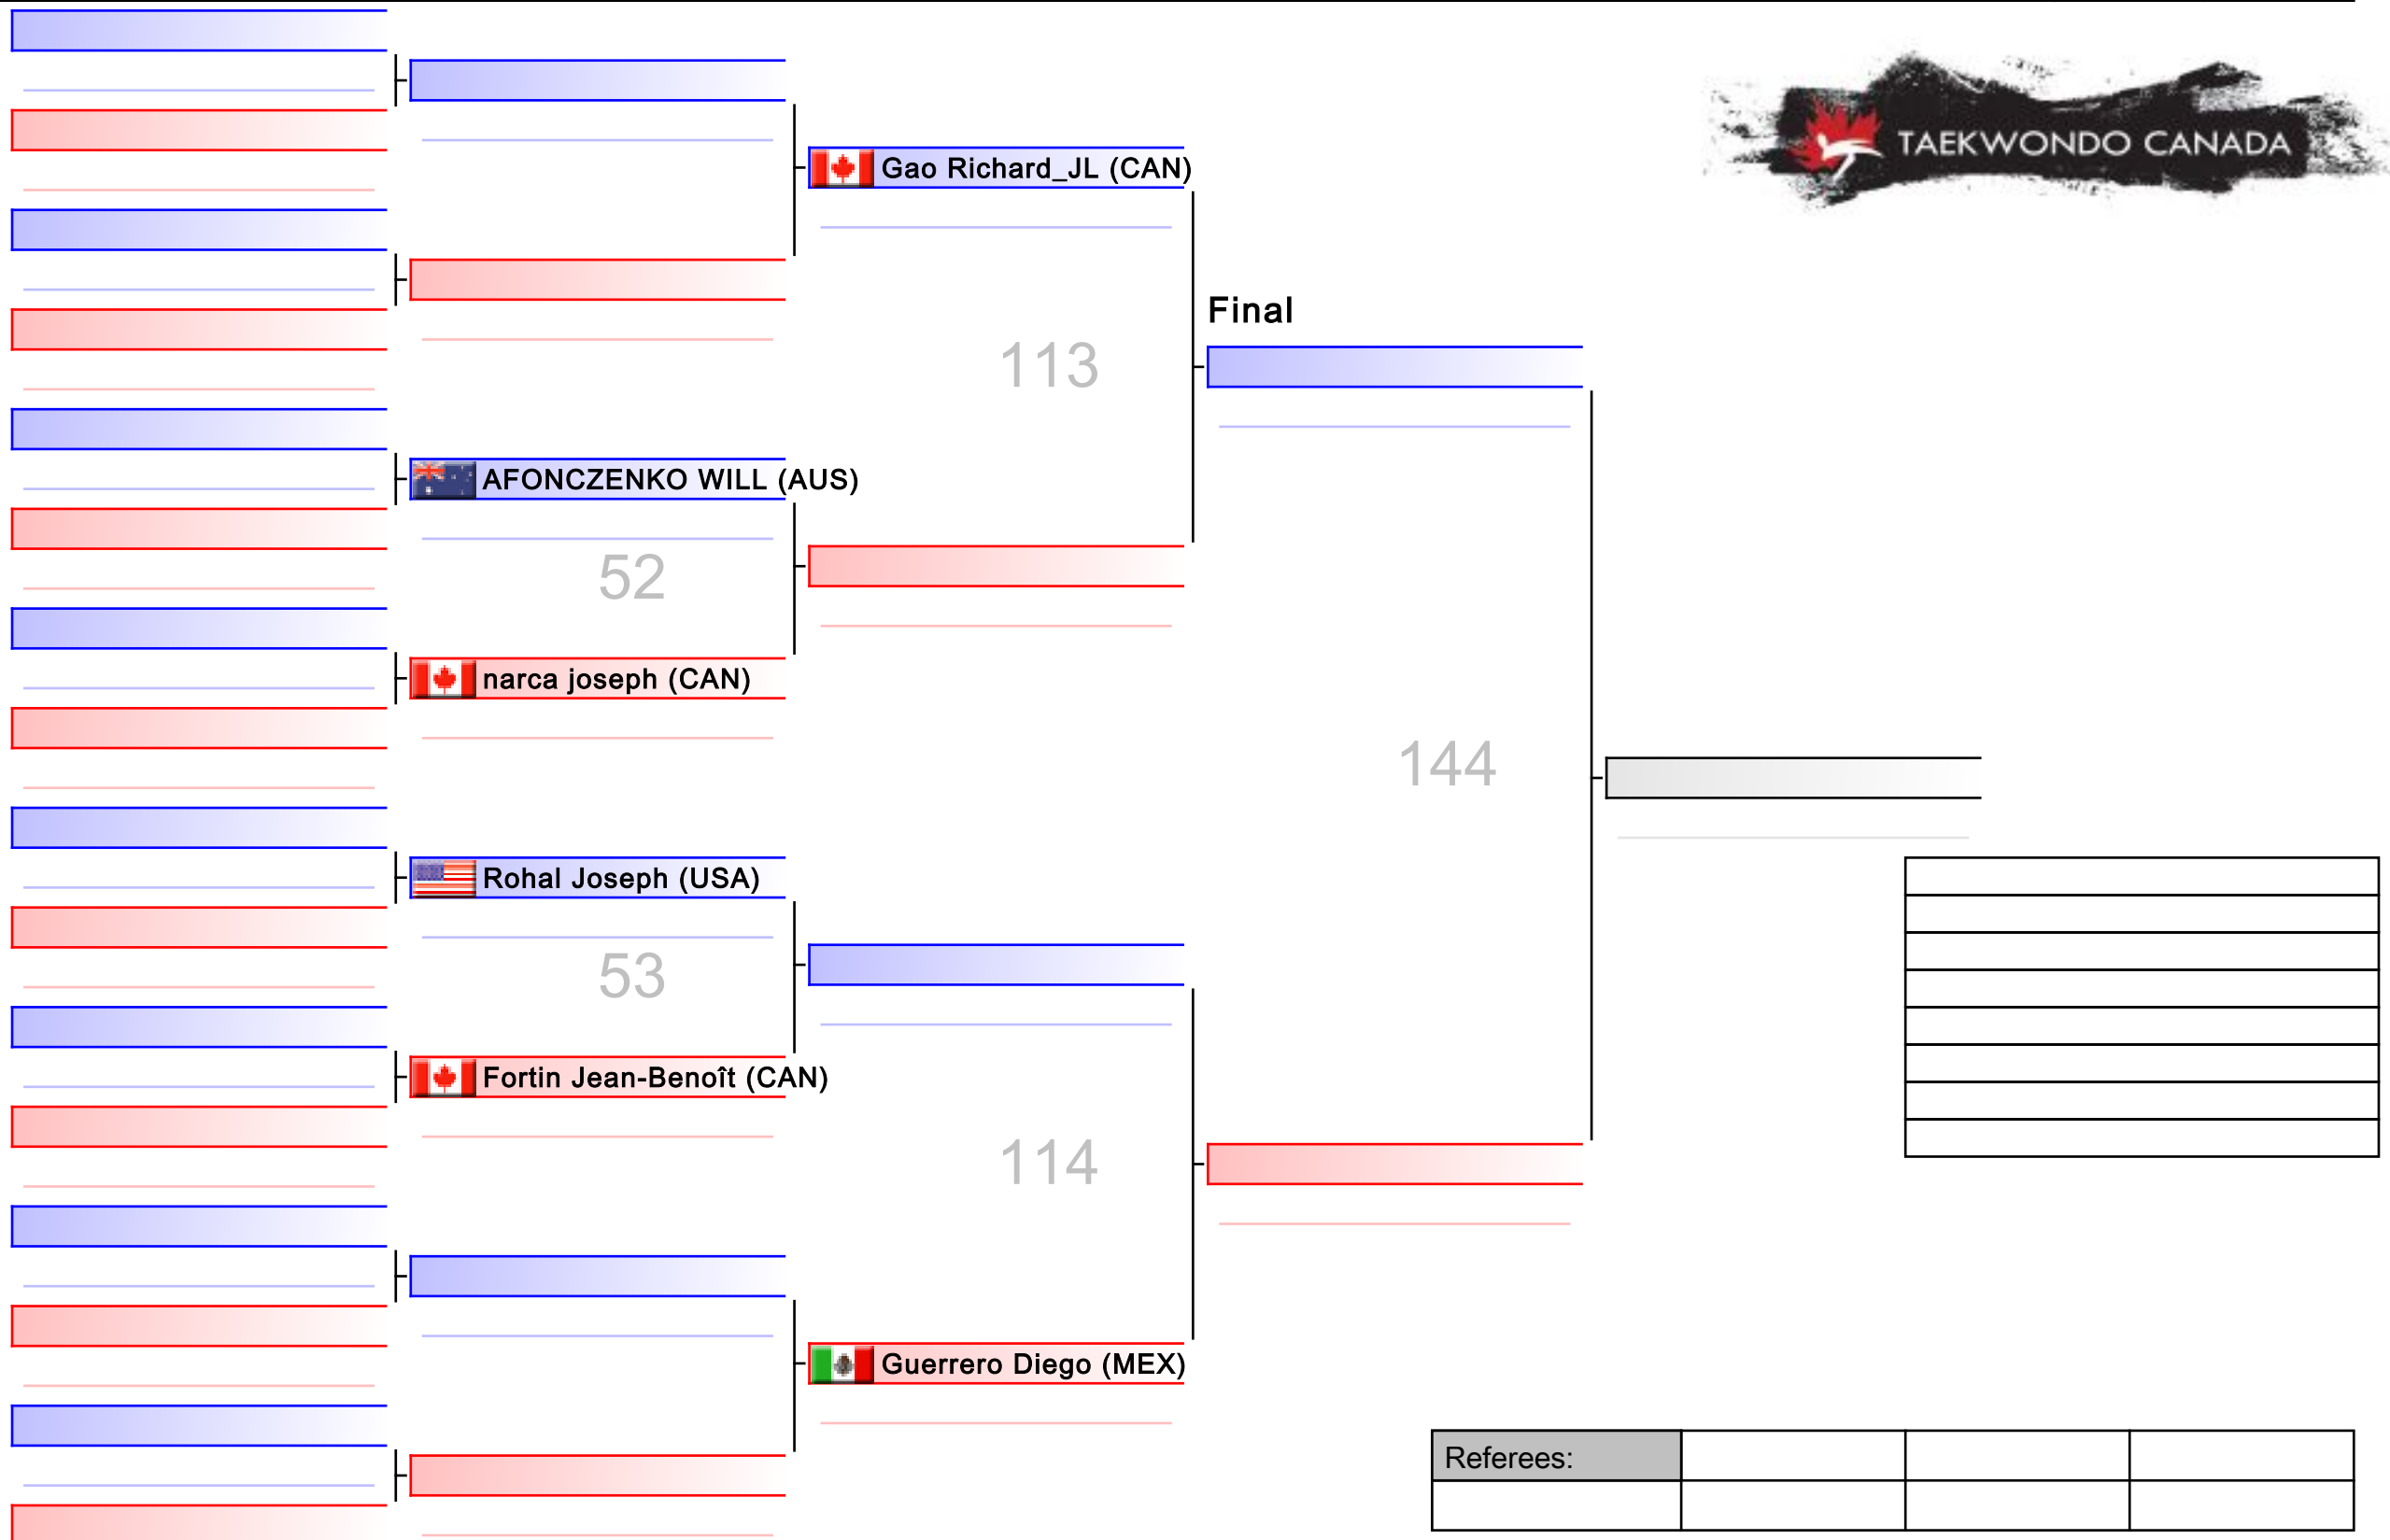 TAEKWONDO CANADA
Gao Richard_JL (CAN)
Final
113
AFONCZENKO WILL (AUS)
52
narca joseph (CAN)
144
Rohal Joseph (USA)
53
Fortin Jean-Benoît (CAN)
114
Guerrero Diego (MEX)
Referees: